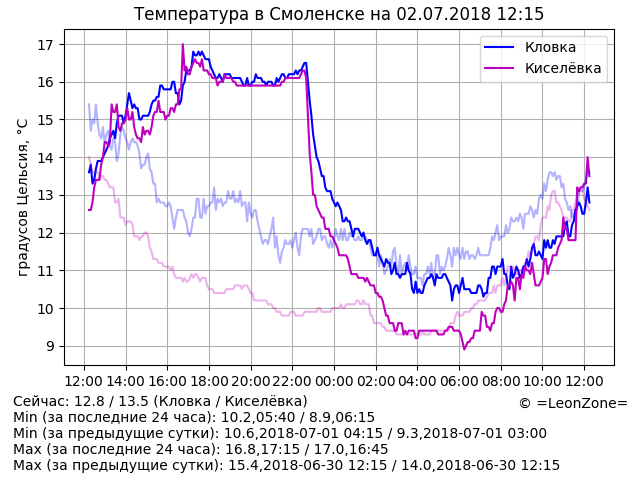 Температура в Смоленске на 02.07.2018 12:15
градусов Цельсия, °C
17
16
15
14
13
12
11
10
9
Кловка
Киселёвка
12:00 14:00 16:00 18:00 20:00 22:00 00:00 02:00 04:00 06:00 08:00 10:00 12:00
Сейчас: 12.8 / 13.5 (Кловка / Киселёвка)
© =LeonZone=
Min (за последние 24 часа): 10.2,05:40 / 8.9,06:15
Min (за предыдущие сутки): 10.6,2018-07-01 04:15 / 9.3,2018-07-01 03:00
Max (за последние 24 часа): 16.8,17:15 / 17.0,16:45
Max (за предыдущие сутки): 15.4,2018-06-30 12:15 / 14.0,2018-06-30 12:15